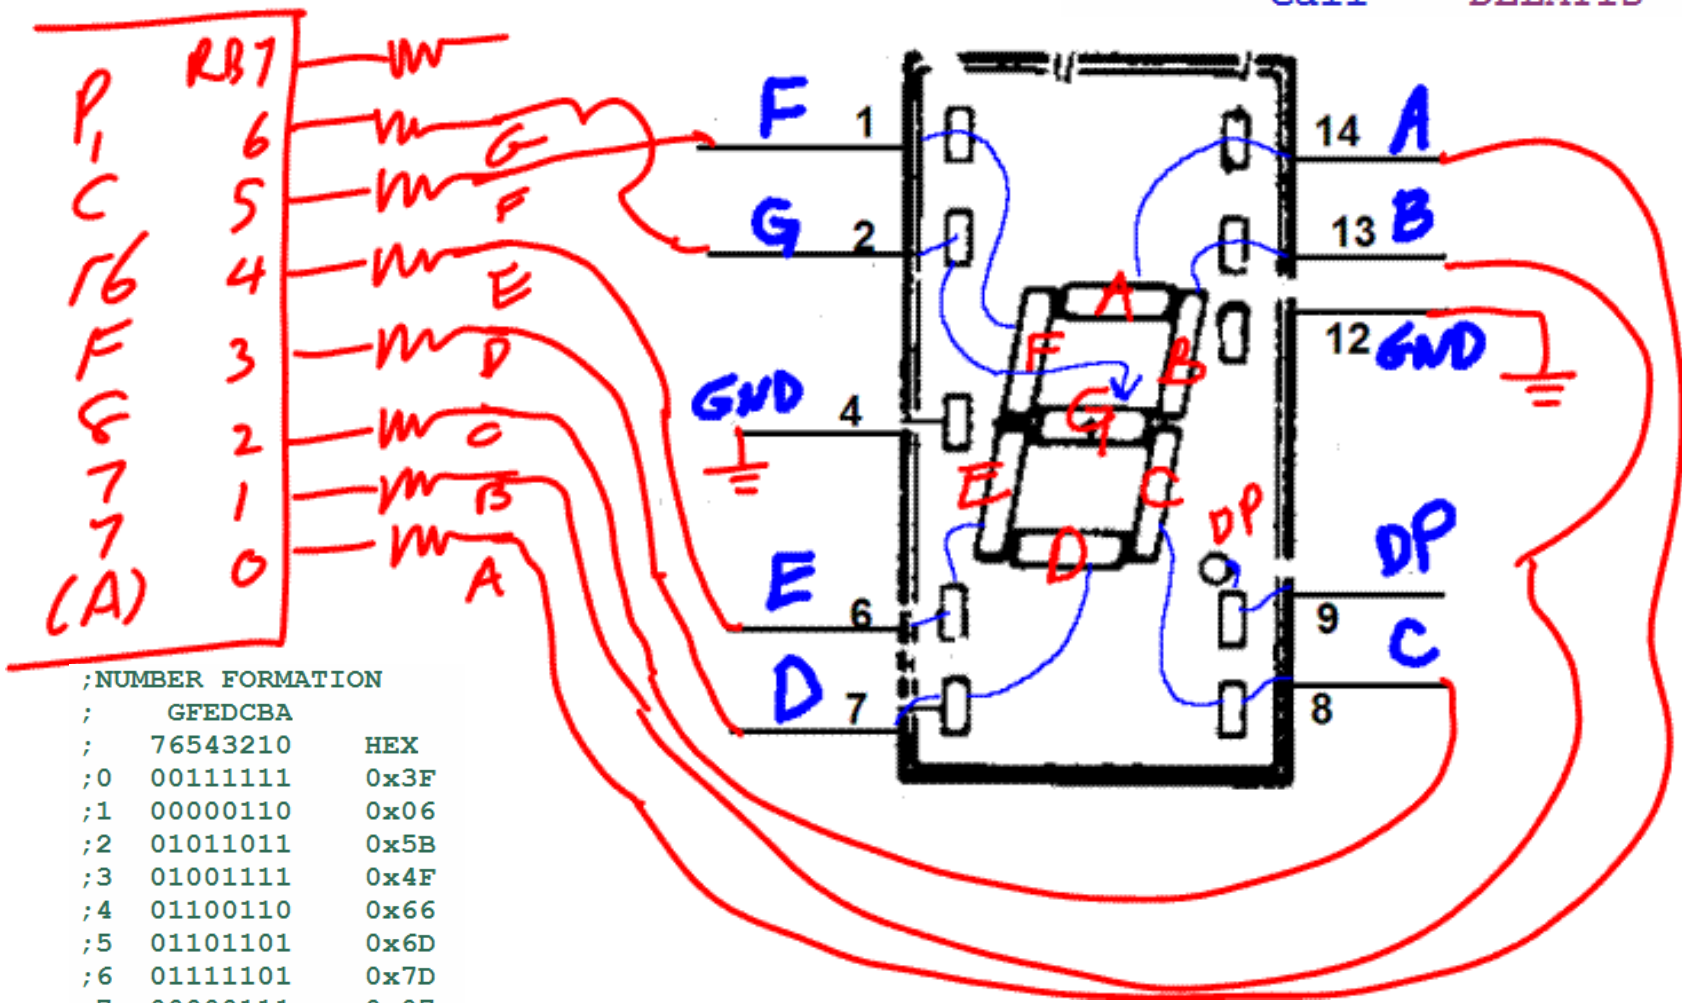 P,
C
16
F
8
7
7
(A)
RB7
6
5
4
3
2
1
0
G
F
E
D
C
B
A
F 1
G 2
GND 4
E 6
D 7
14 A
13 B
12 GND
DP
9
C
8
A
F
B
G
E
C
D
DP
;NUMBER FORMATION
; GFEDCBA
; 76543210 HEX
;0 00111111 0x3F
;1 00000110 0x06
;2 01011011 0x5B
;3 01001111 0x4F
;4 01100110 0x66
;5 01101101 0x6D
;6 01111101 0x7D